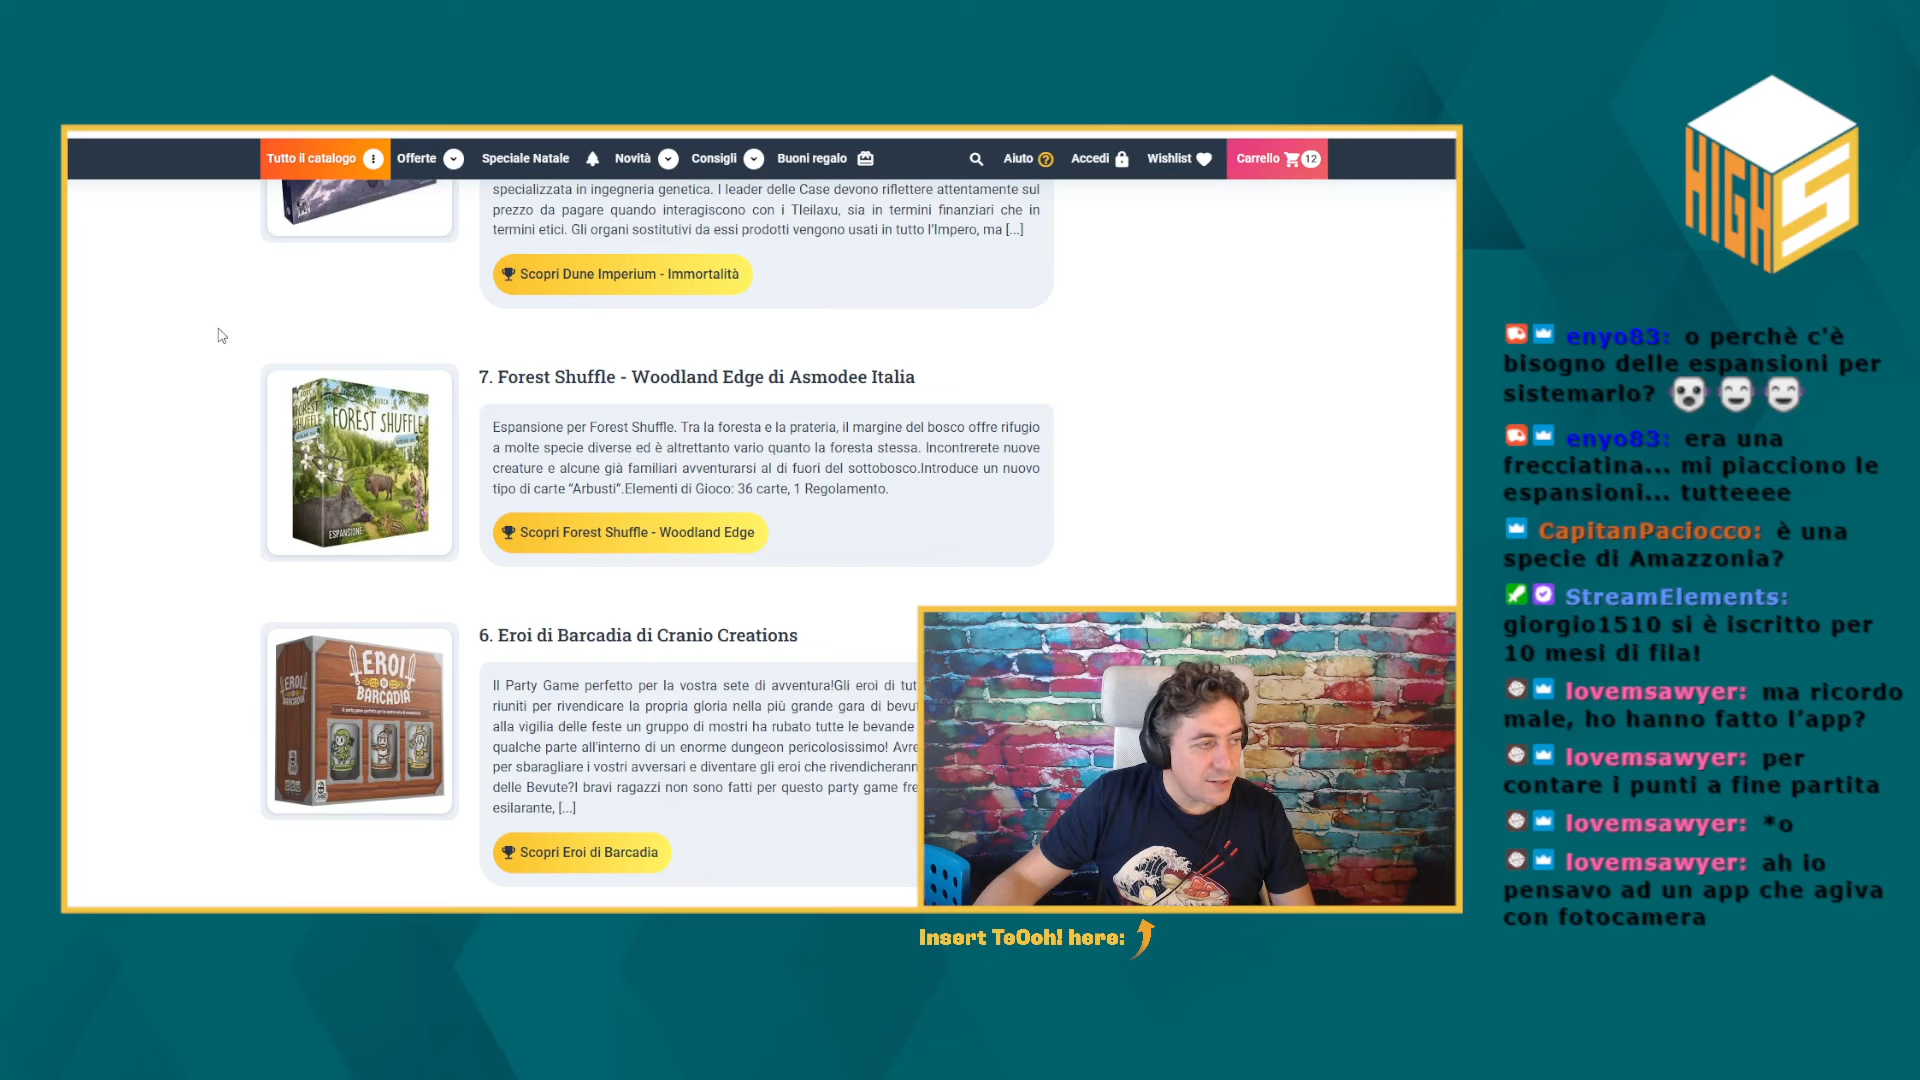 Tutto il catalogo
Offerte
Speciale Natale
Novità
Consigli
Buoni regalo
Aiuto
Accedi
Wishlist
Carrello
12
specializzata in ingegneria genetica. I leader delle Case devono riflettere attentamente sul
prezzo da pagare quando interagiscono con i Tleilaxu, sia in termini finanziari che in
termini etici. Gli organi sostitutivi da essi prodotti vengono usati in tutto l'Impero, ma [...]
Scopri Dune Imperium - Immortalità
7. Forest Shuffle - Woodland Edge di Asmodee Italia
FOREST SHUFFLE
ESPANSIONE
Espansione per Forest Shuffle. Tra la foresta e la prateria, il margine del bosco offre rifugio
a molte specie diverse ed è altrettanto vario quanto la foresta stessa. Incontrerete nuove
creature e alcune già familiari avventurarsi al di fuori del sottobosco.Introduce un nuovo
tipo di carte “Arbusti”.Elementi di Gioco: 36 carte, 1 Regolamento.
Scopri Forest Shuffle - Woodland Edge
6. Eroi di Barcadia di Cranio Creations
EROI
DI
BARCADIA
Il Party Game perfetto per la vostra sete di avventura!Gli eroi di tut
riuniti per rivendicare la propria gloria nella più grande gara di bevut
alla vigilia delle feste un gruppo di mostri ha rubato tutte le bevande
qualche parte all'interno di un enorme dungeon pericolosissimo! Avre
per sbaragliare i vostri avversari e diventare gli eroi che rivendicherann
delle Bevute?I bravi ragazzi non sono fatti per questo party game fre
esilarante, [...]
Scopri Eroi di Barcadia
Insert TeOoh! here:
HIGH 5
enyo83: o perchè c'è
bisogno delle espansioni per
sistemarlo?
enyo83: era una
frecciatina... mi piacciono le
espansioni... tutteeee
CapitanPaciocco: è una
specie di Amazzonia?
StreamElements:
giorgio1510 si è iscritto per
10 mesi di fila!
lovemsawyer: ma ricordo
male, ho hanno fatto l'app?
lovemsawyer: per
contare i punti a fine partita
lovemsawyer: *o
lovemsawyer: ah io
pensavo ad un app che agiva
con fotocamera